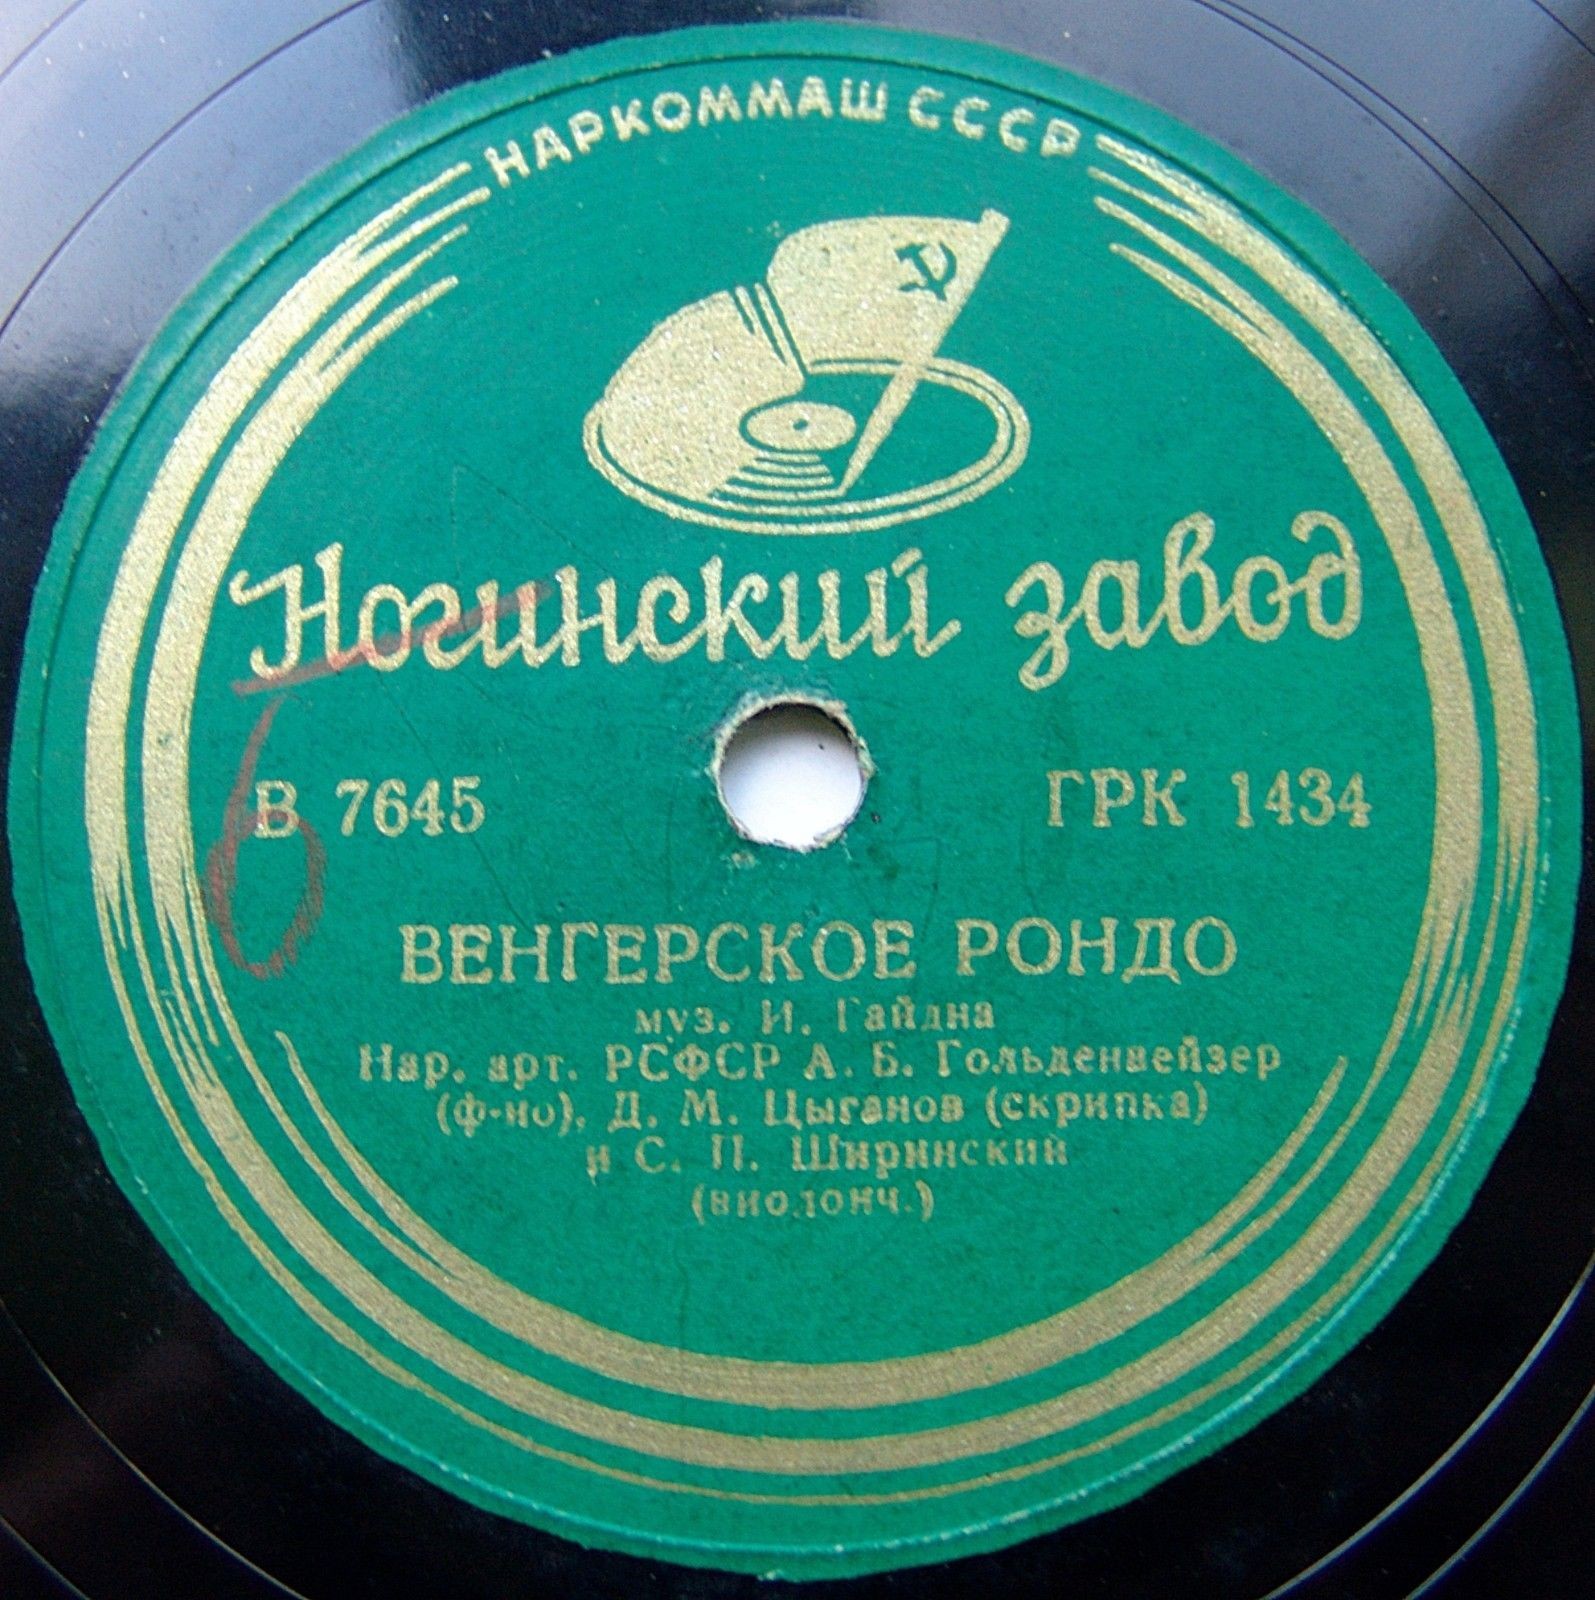 НАРКОММАШ СССР
Ногинский завод
В 7645 ГРК 1434
6
ВЕНГЕРСКОЕ РОНДО
муз. И. Гайдна
Нар. арт. РСФСР А. Б. Гольденвейзер
(ф-но), Д. М. Цыганов (скрипка)
и С. П. Ширинский
(виолонч.)